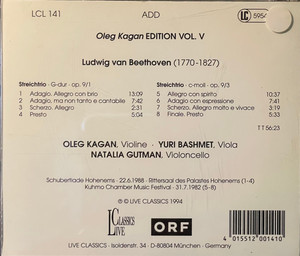 LCL 141
ADD
LC 5954
Oleg Kagan EDITION VOL. V
Ludwig van Beethoven (1770-1827)
Streichtrio · G-dur · op. 9/1
1 Adagio. Allegro con brio 13:09
2 Adagio, ma non tanto e cantabile 7:42
3 Scherzo. Allegro 2:31
4 Presto 5:04
Streichtrio · c-moll · op. 9/3
5 Allegro con spirito 10:37
6 Adagio con espressione 7:41
7 Scherzo. Allegro molto e vivace 3:19
8 Finale. Presto 5:33
TT 56:23
OLEG KAGAN, Violine · YURI BASHMET, Viola
NATALIA GUTMAN, Violoncello
Schubertiade Hohenems · 22.6.1988 · Rittersaal des Palastes Hohenems (1-4)
Kuhmo Chamber Music Festival · 31.7.1982 (5-8)
℗ © LIVE CLASSICS 1994
LIVE CLASSICS
ORF
LIVE CLASSICS · Isoldenstr. 34 · D-80804 München · Germany
4 015512 001410